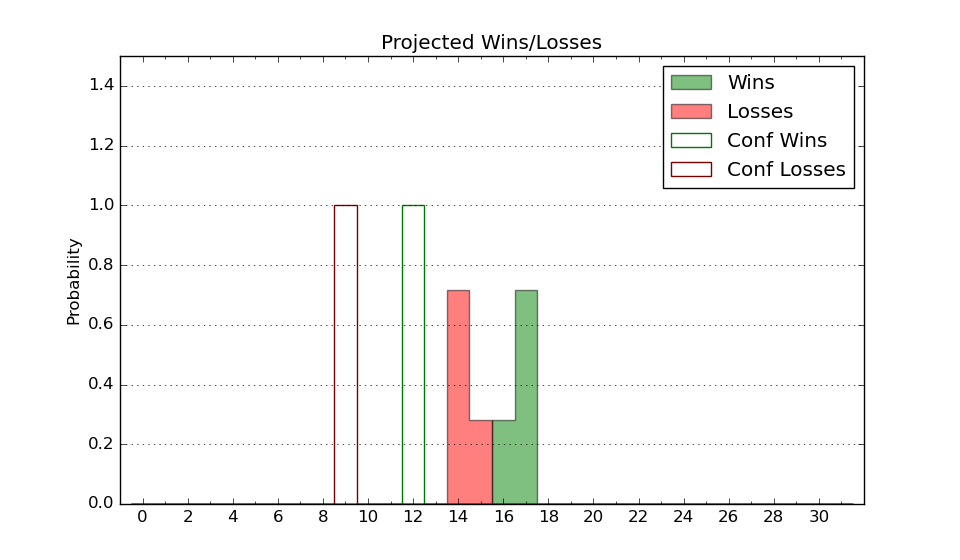 Projected Wins/Losses
1.4
1.2
1.0
0.8
0.6
0.4
0.2
0.0
Probability
Wins
Losses
Conf Wins
Conf Losses
0 2 4 6 8 10 12 14 16 18 20 22 24 26 28 30